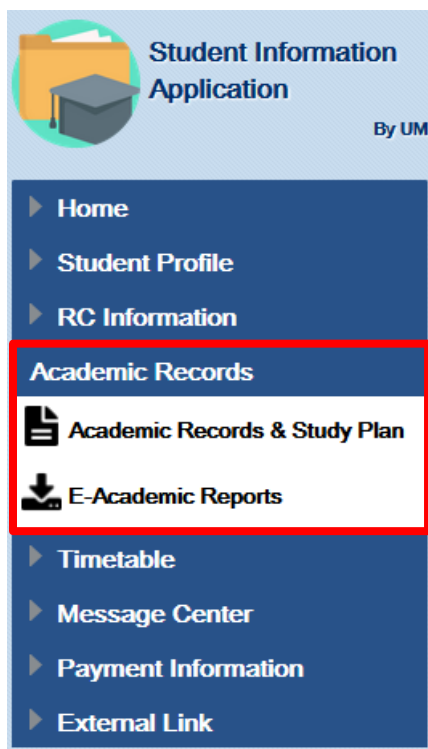 Student Information
Application
By UM
Home
Student Profile
RC Information
Academic Records
Academic Records & Study Plan
E-Academic Reports
Timetable
Message Center
Payment Information
External Link